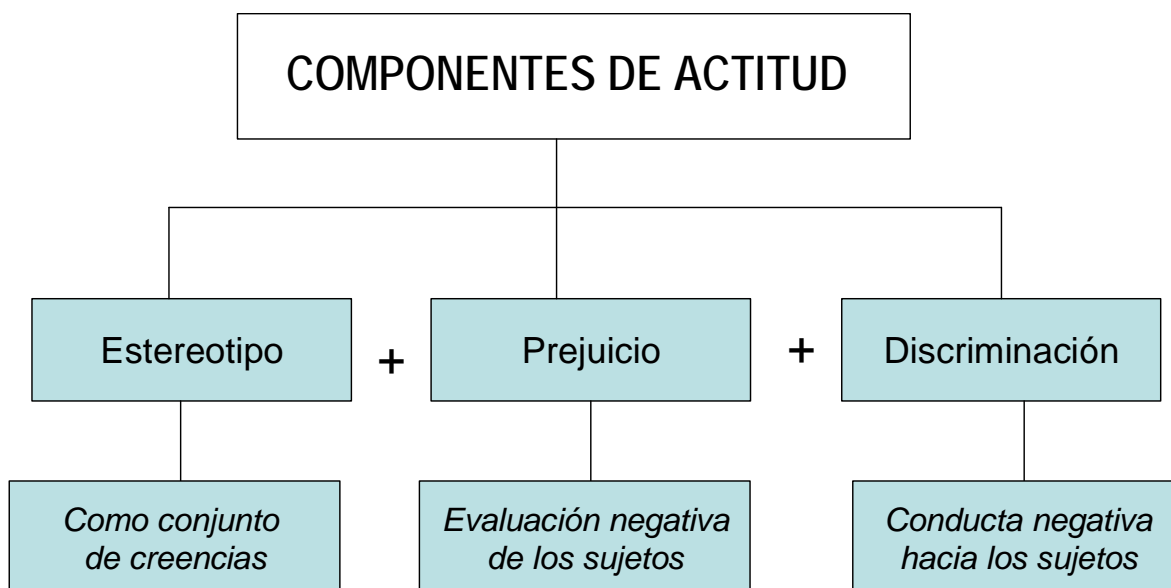 COMPONENTES DE ACTITUD
Estereotipo + Prejuicio + Discriminación
Como conjunto Evaluación negativa Conducta negativa
de creencias de los sujetos hacia los sujetos